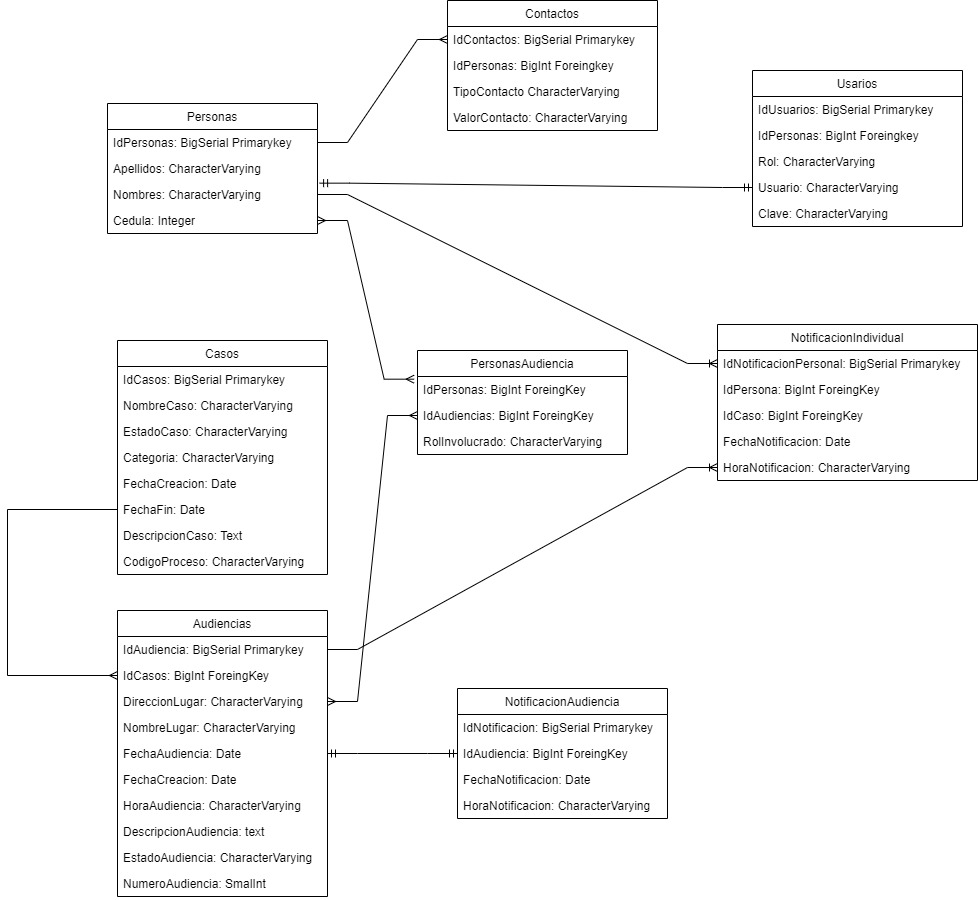 Contactos
IdContactos: BigSerial Primarykey
IdPersonas: BigInt Foreingkey
TipoContacto CharacterVarying
ValorContacto: CharacterVarying
Usarios
IdUsuarios: BigSerial Primarykey
IdPersonas: BigInt Foreingkey
Rol: CharacterVarying
Usuario: CharacterVarying
Clave: CharacterVarying
Personas
IdPersonas: BigSerial Primarykey
Apellidos: CharacterVarying
Nombres: CharacterVarying
Cedula: Integer
NotificacionIndividual
IdNotificacionPersonal: BigSerial Primarykey
IdPersona: BigInt ForeingKey
IdCaso: BigInt ForeingKey
FechaNotificacion: Date
HoraNotificacion: CharacterVarying
Casos
IdCasos: BigSerial Primarykey
NombreCaso: CharacterVarying
EstadoCaso: CharacterVarying
Categoria: CharacterVarying
FechaCreacion: Date
FechaFin: Date
DescripcionCaso: Text
CodigoProceso: CharacterVarying
PersonasAudiencia
IdPersonas: BigInt ForeingKey
IdAudiencias: BigInt ForeingKey
RolInvolucrado: CharacterVarying
Audiencias
IdAudiencia: BigSerial Primarykey
IdCasos: BigInt ForeingKey
DireccionLugar: CharacterVarying
NombreLugar: CharacterVarying
FechaAudiencia: Date
FechaCreacion: Date
HoraAudiencia: CharacterVarying
DescripcionAudiencia: text
EstadoAudiencia: CharacterVarying
NumeroAudiencia: SmalInt
NotificacionAudiencia
IdNotificacion: BigSerial Primarykey
IdAudiencia: BigInt ForeingKey
FechaNotificacion: Date
HoraNotificacion: CharacterVarying